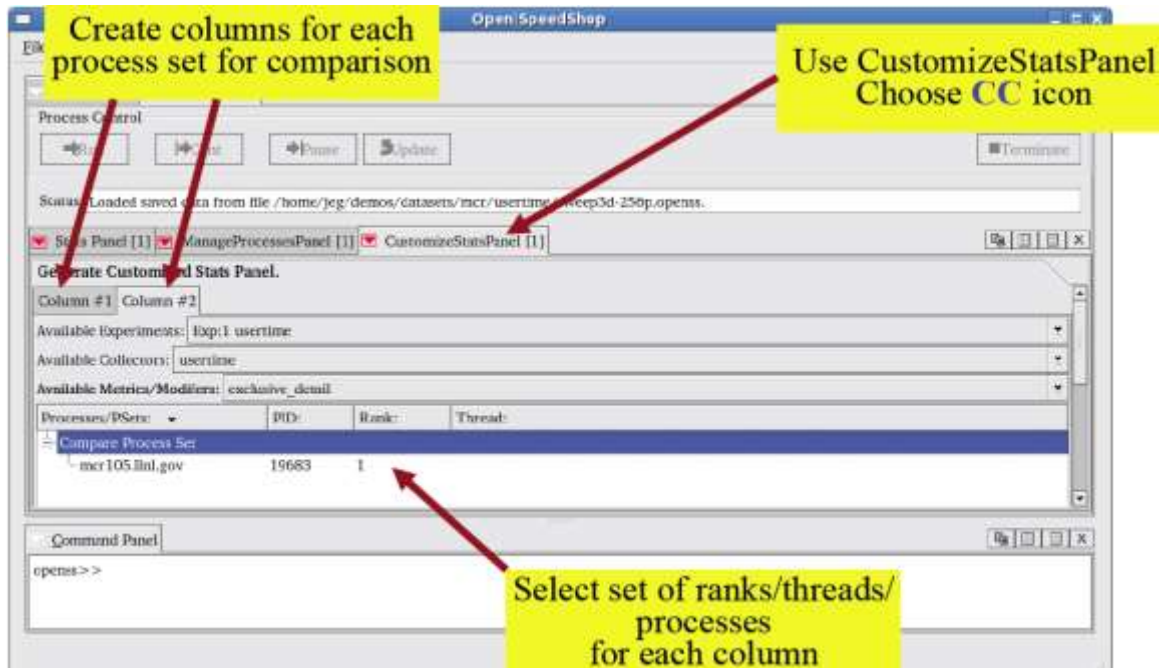 Open SpeedShop
Create columns for each
process set for comparison
Use CustomizeStatsPanel
Choose CC icon
Process Control
Pause
Update
Terminate
Loaded saved data from file /home/jeg/demos/datasets/mcr/usertime
Stats Panel [1]
ManageProcessesPanel [1]
CustomizeStatsPanel [1]
Stats Panel.
Column #1
Column #2
Available Experiments: Exp:1 usertime
Available Collectors: usertime
Available Metrics/Modifiers: exclusive_detail
Processes/PSets: PID: Rank: Thread:
Compare Process Set
mcr105.llnl.gov 19683 1
Command Panel
openss>>
Select set of ranks/threads/
processes
for each column